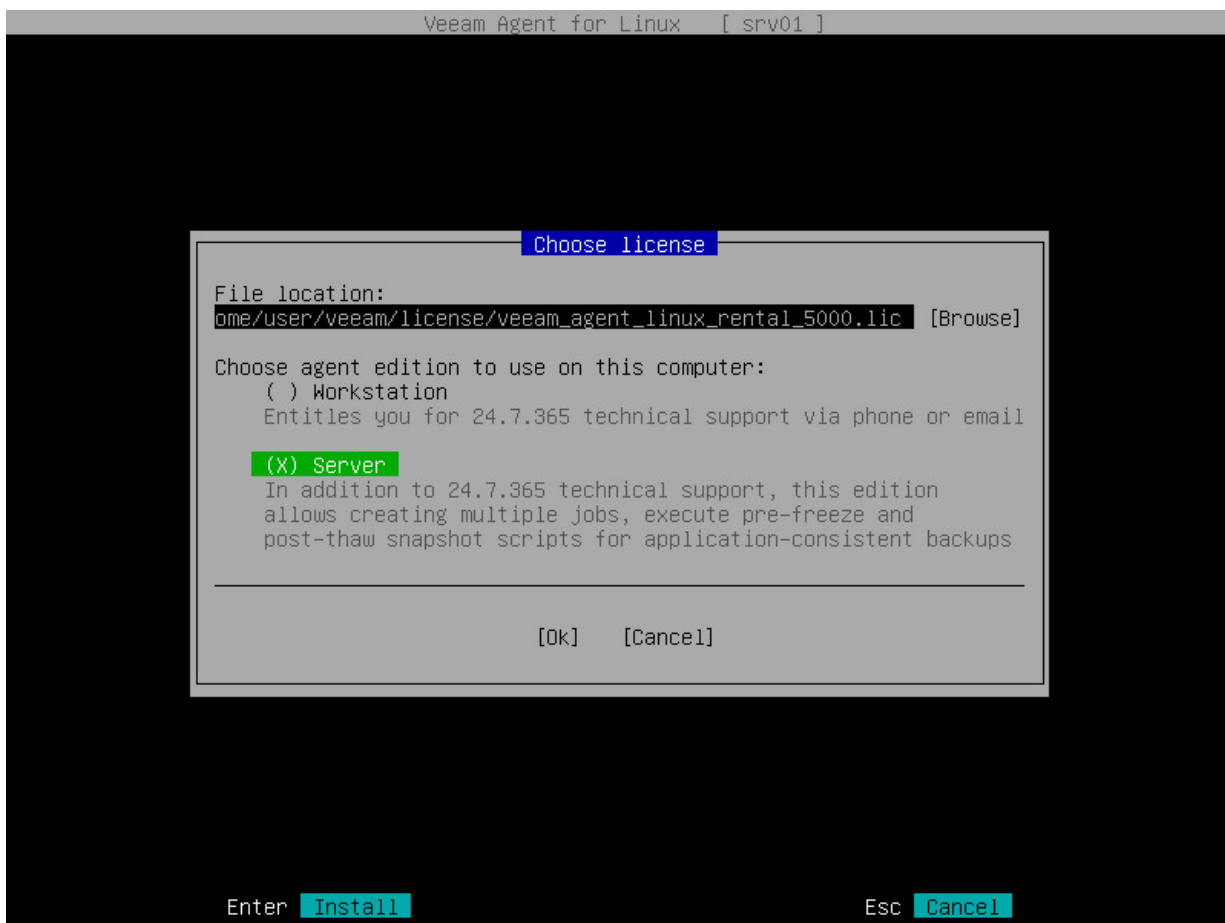 Veeam Agent for Linux [ srv01 ]
Choose license
File location:
ome/user/veeam/license/veeam_agent_linux_rental_5000.lic [Browse]
Choose agent edition to use on this computer:
( ) Workstation
Entitles you for 24.7.365 technical support via phone or email
(X) Server
In addition to 24.7.365 technical support, this edition
allows creating multiple jobs, execute pre-freeze and
post-thaw snapshot scripts for application-consistent backups
[Ok] [Cancel]
Enter Install Esc Cancel